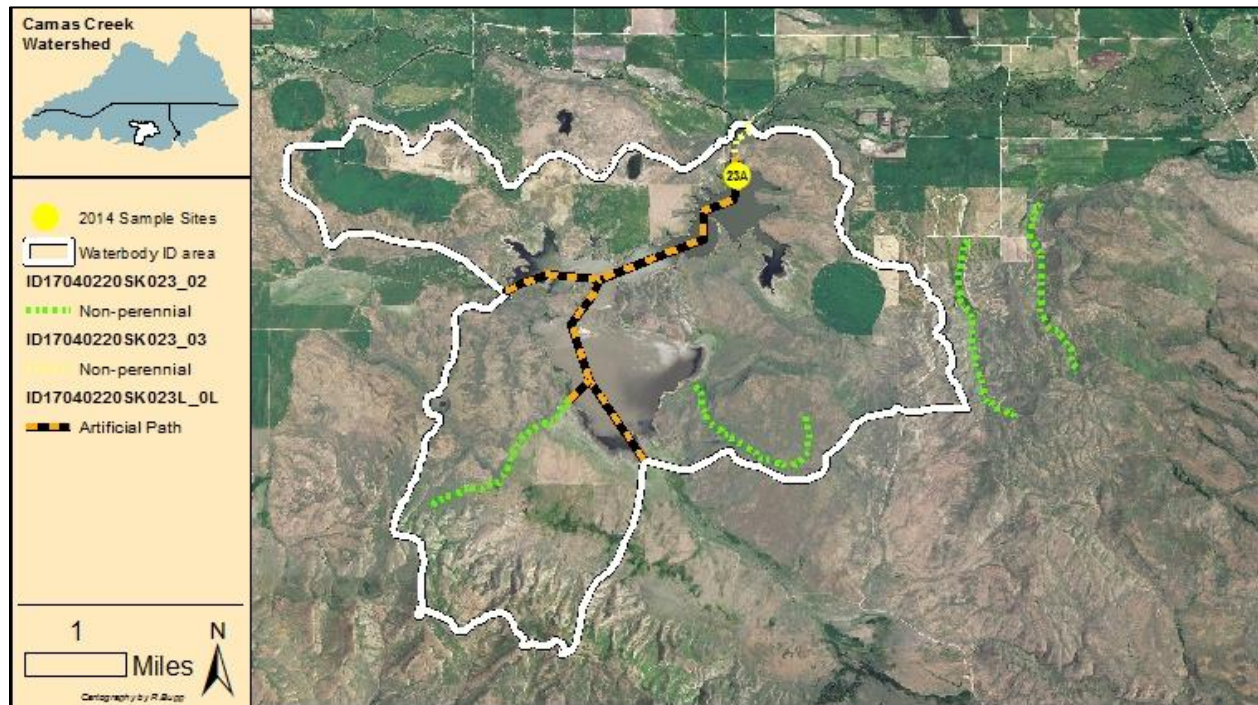 Camas Creek
Watershed
2014 Sample Sites
Waterbody ID area
ID17040220SK023_02
Non-perennial
ID17040220SK023_03
Non-perennial
ID17040220SK023L_0L
Artificial Path
1
N
Miles
Cartography by R.Bugp
23A